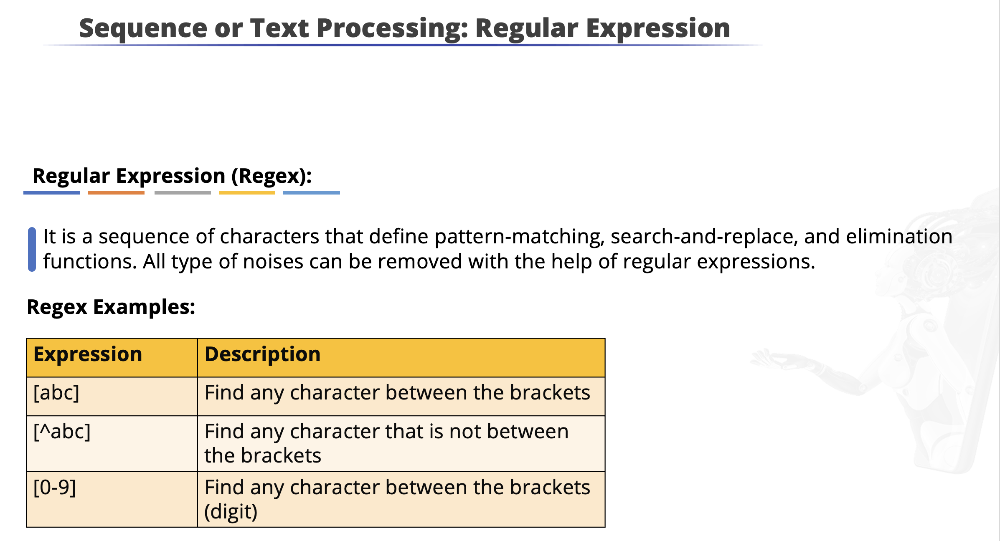 Sequence or Text Processing: Regular Expression
Regular Expression (Regex):
It is a sequence of characters that define pattern-matching, search-and-replace, and elimination
functions. All type of noises can be removed with the help of regular expressions.
Regex Examples:
Expression Description
[abc] Find any character between the brackets
[^abc] Find any character that is not between
the brackets
[0-9] Find any character between the brackets
(digit)